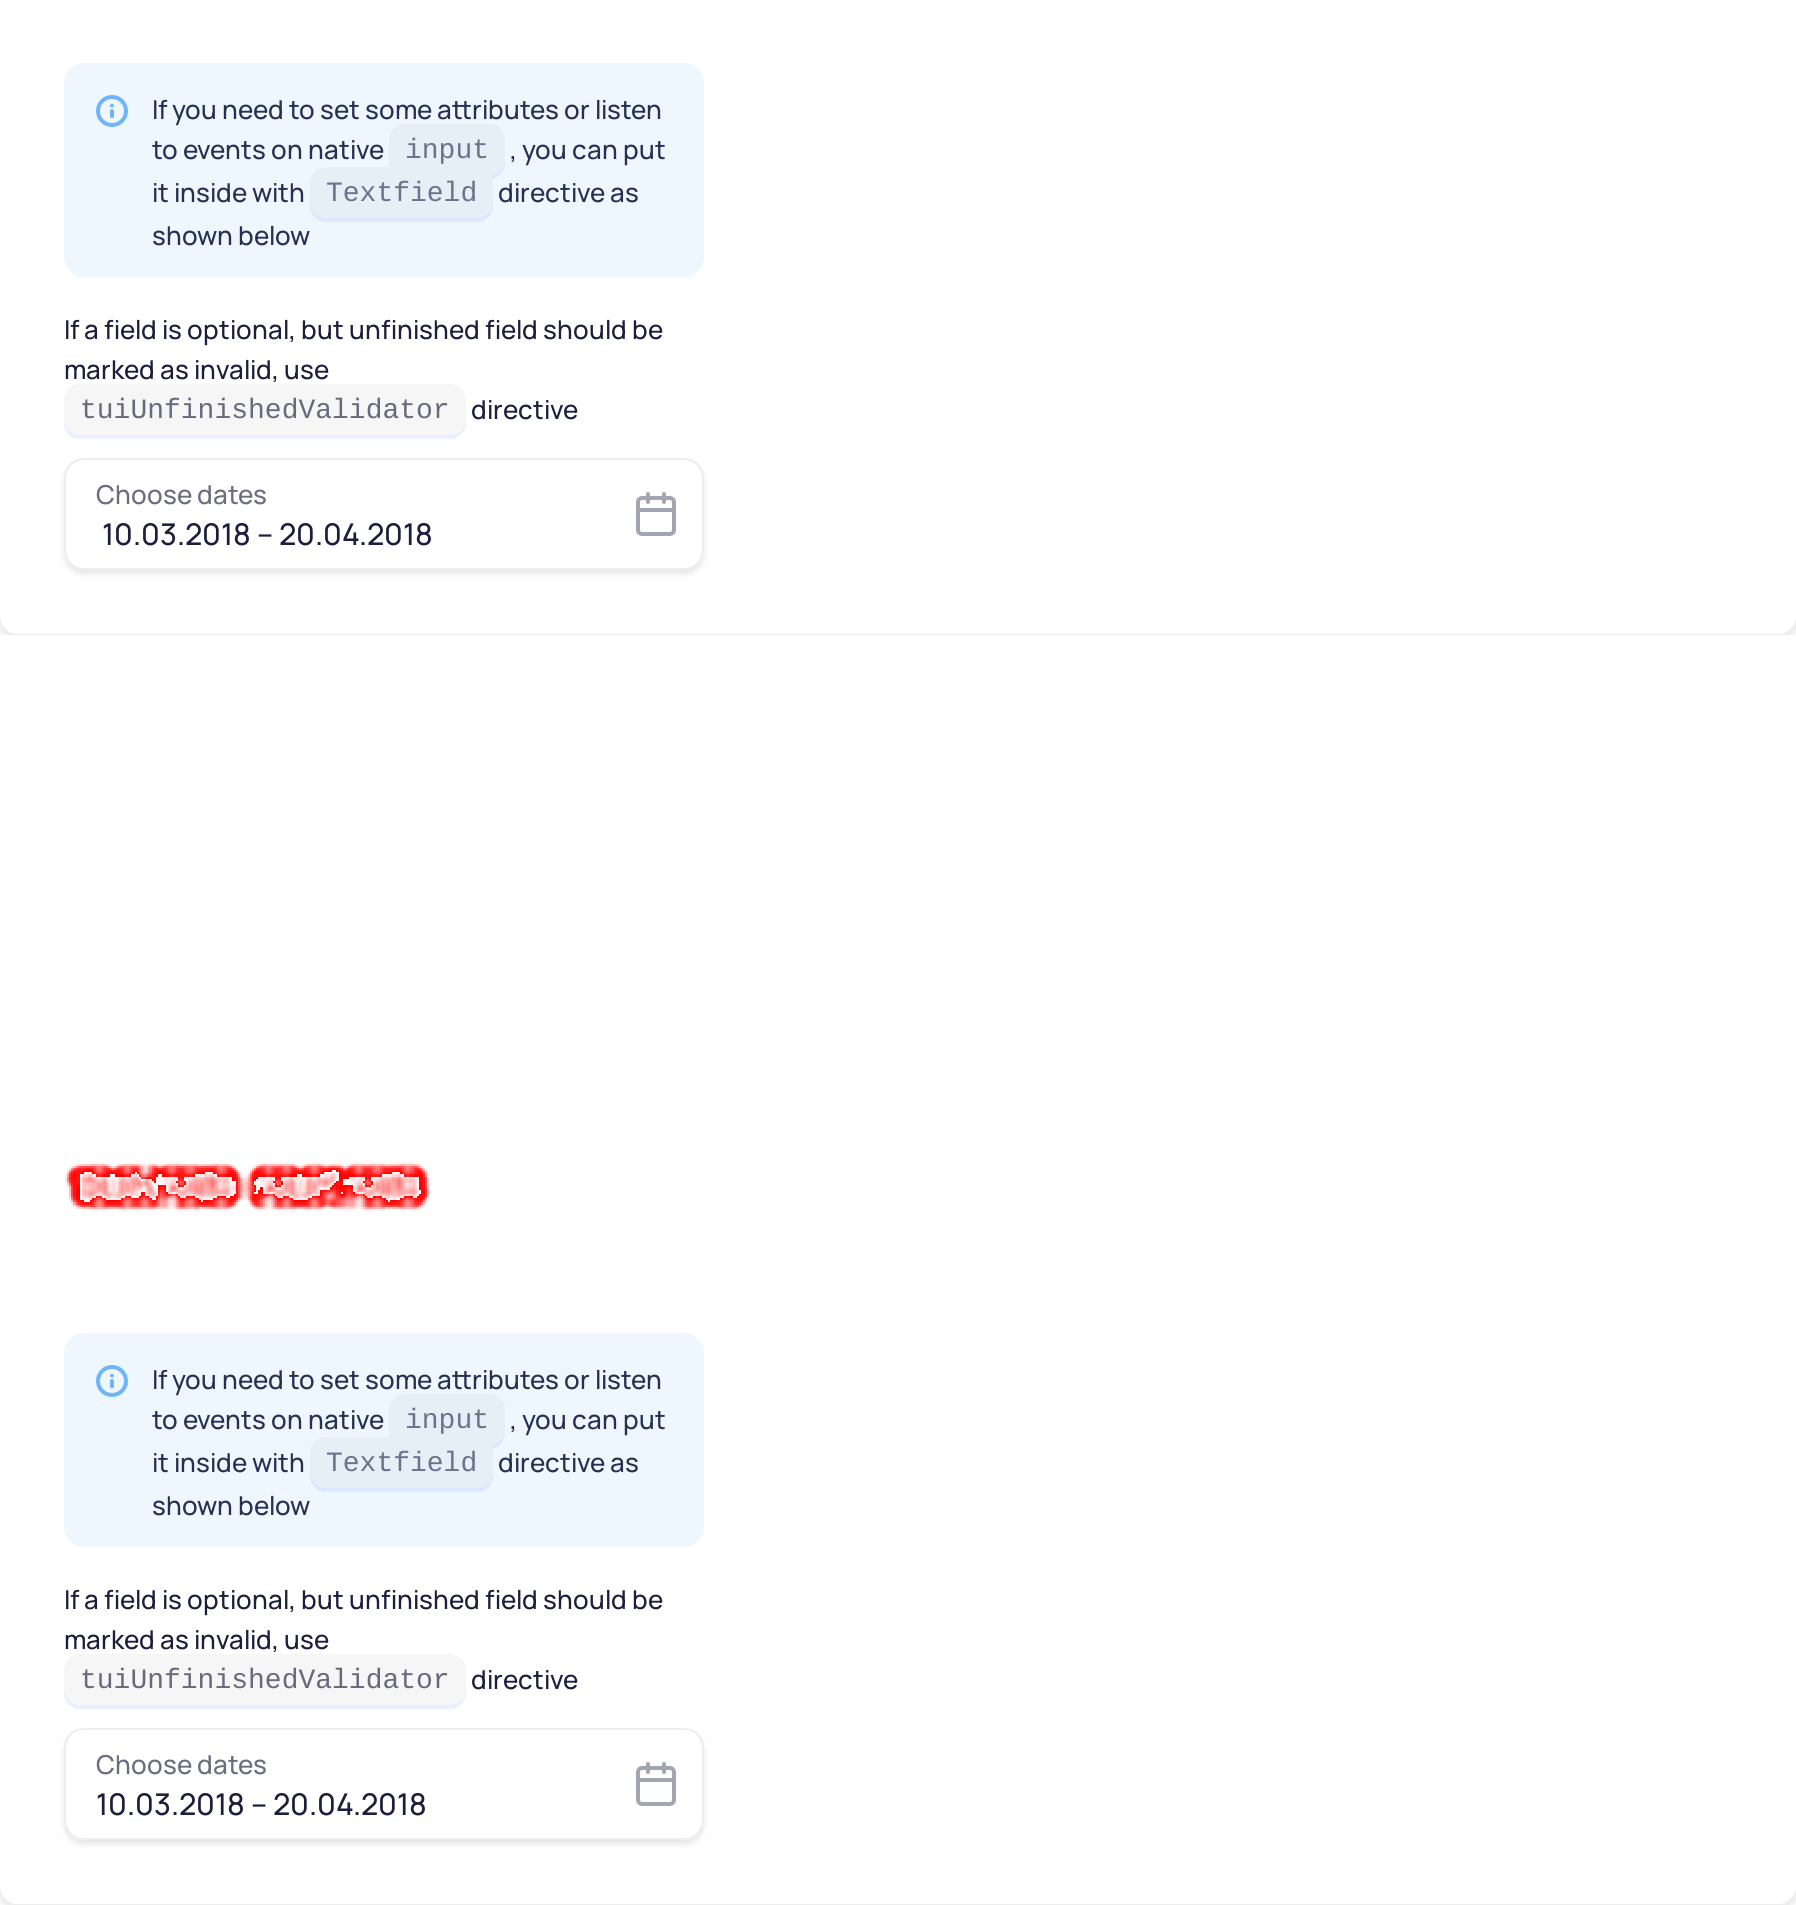 If you need to set some attributes or listen
to events on native input , you can put
it inside with Textfield directive as
shown below
If a field is optional, but unfinished field should be
marked as invalid, use
tuiUnfinishedValidator directive
Choose dates
10.03.2018 – 20.04.2018
If you need to set some attributes or listen
to events on native input , you can put
it inside with Textfield directive as
shown below
If a field is optional, but unfinished field should be
marked as invalid, use
tuiUnfinishedValidator directive
Choose dates
10.03.2018 – 20.04.2018